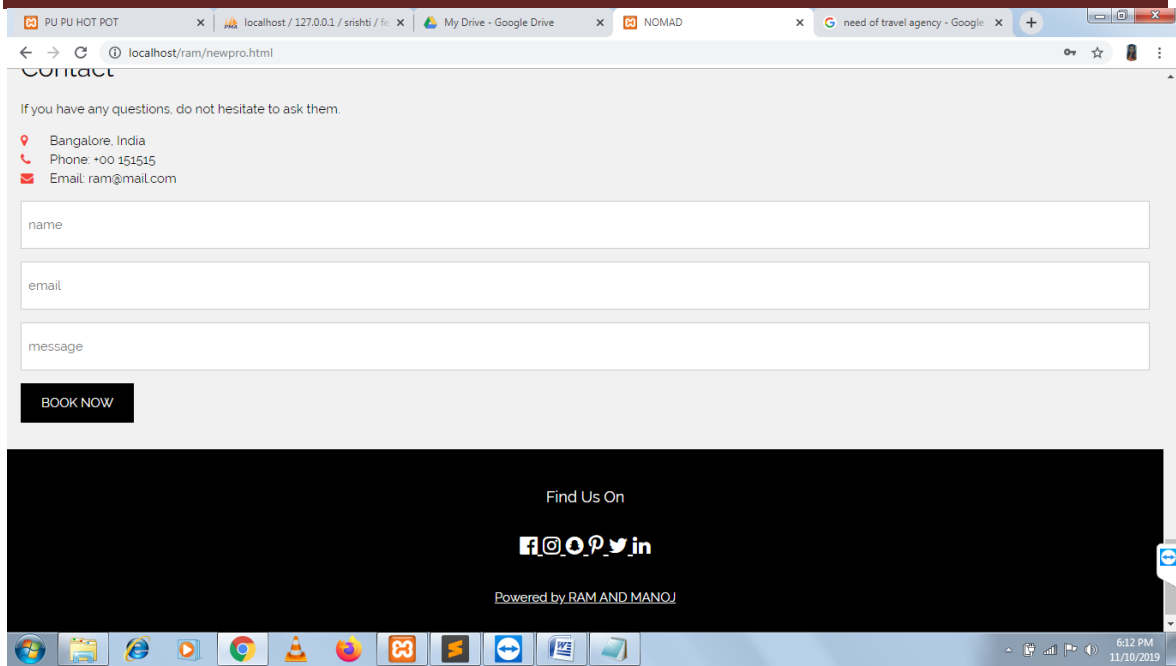 PU PU HOT POT
localhost / 127.0.0.1 / srishti / fe
My Drive - Google Drive
NOMAD
need of travel agency - Google
localhost/ram/newpro.html
Contact
If you have any questions, do not hesitate to ask them.
Bangalore, India
Phone: +00 151515
Email: ram@mail.com
name
email
message
BOOK NOW
Find Us On
Powered by RAM AND MANOJ
6:12 PM
11/10/2019